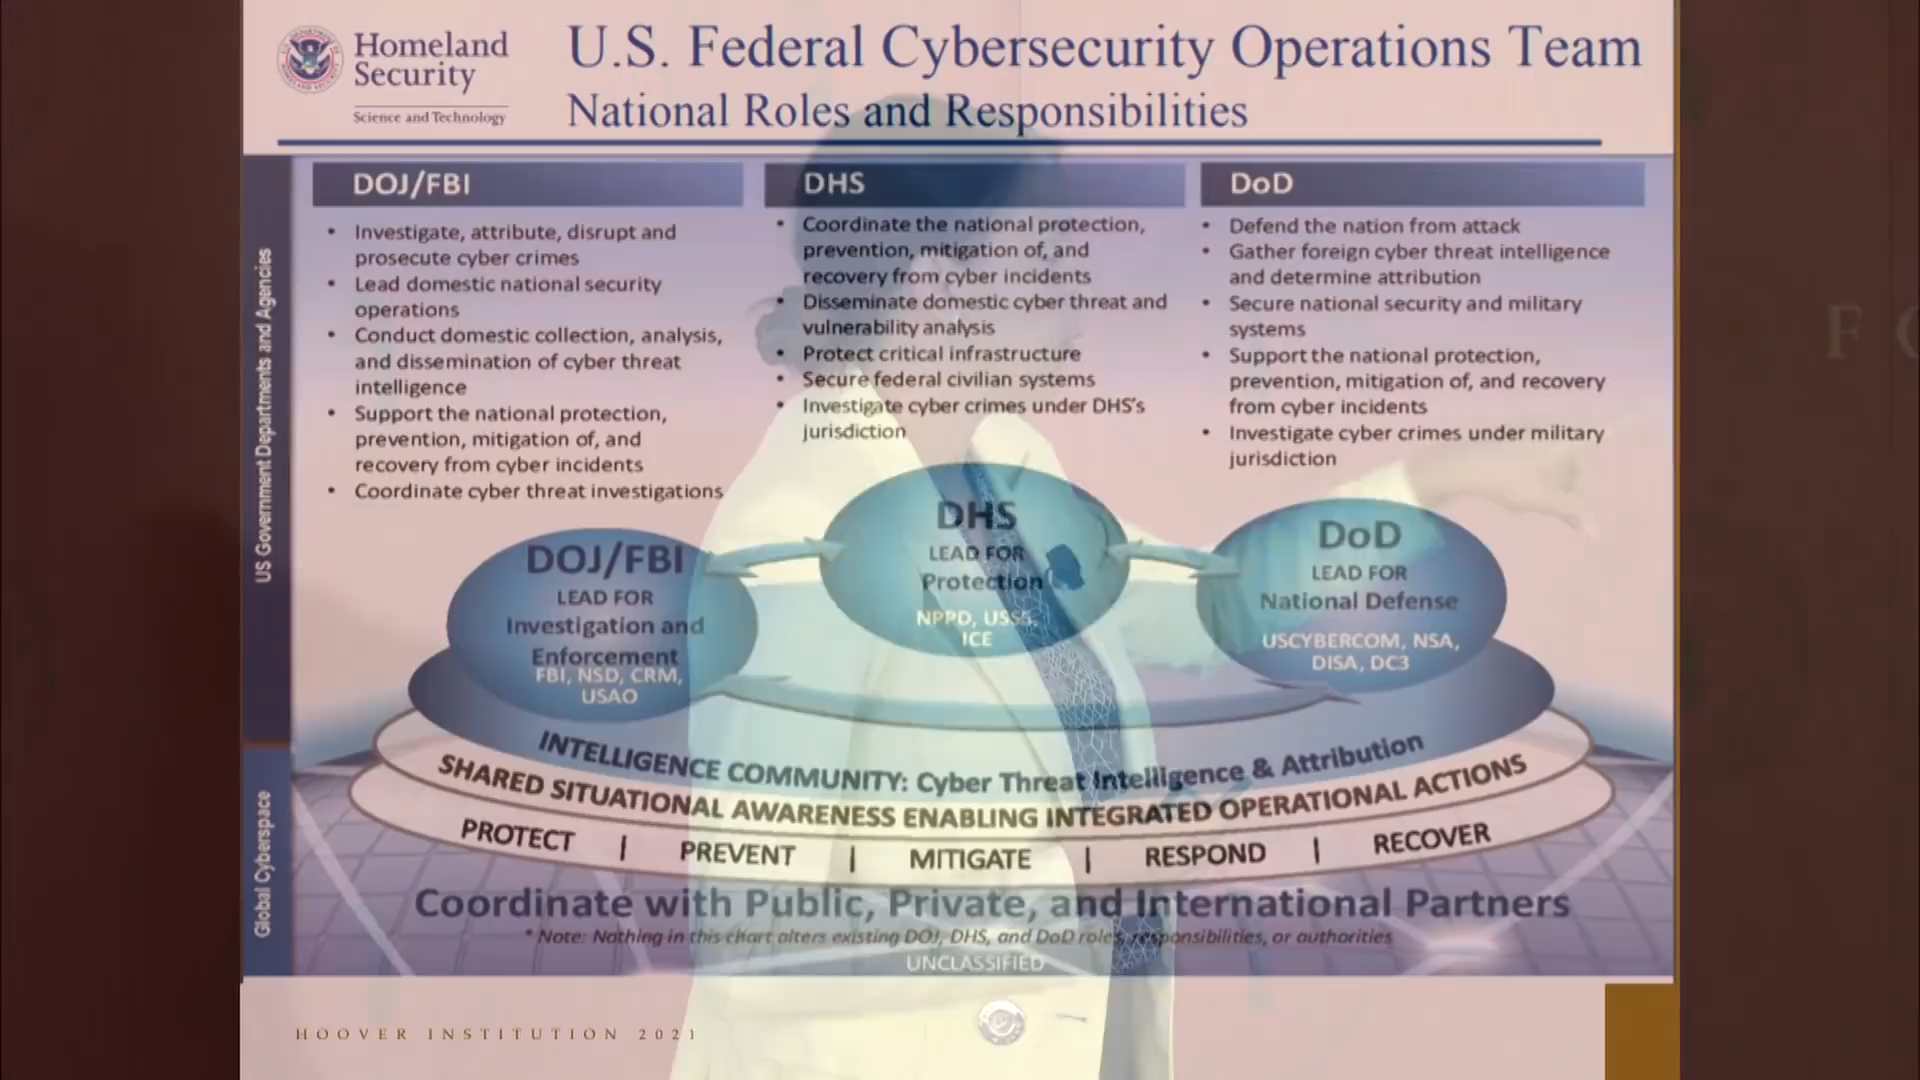 Homeland
Security
Science and Technology
U.S. Federal Cybersecurity Operations Team
National Roles and Responsibilities
US Government Departments and Agencies
DOJ/FBI
• Investigate, attribute, disrupt and
prosecute cyber crimes
• Lead domestic national security
operations
• Conduct domestic collection, analysis,
and dissemination of cyber threat
intelligence
• Support the national protection,
prevention, mitigation of, and
recovery from cyber incidents
• Coordinate cyber threat investigations
DHS
• Coordinate the national protection,
prevention, mitigation of, and
recovery from cyber incidents
• Disseminate domestic cyber threat and
vulnerability analysis
• Protect critical infrastructure
• Secure federal civilian systems
• Investigate cyber crimes under DHS's
jurisdiction
DoD
• Defend the nation from attack
• Gather foreign cyber threat intelligence
and determine attribution
• Secure national security and military
systems
• Support the national protection,
prevention, mitigation of, and recovery
from cyber incidents
• Investigate cyber crimes under military
jurisdiction
DOJ/FBI
LEAD FOR
Investigation and
Enforcement
FBI, NSD, CRM,
USAO
DHS
LEAD FOR
Protection
NPPD, USSS,
ICE
DoD
LEAD FOR
National Defense
USCYBERCOM, NSA,
DISA, DC3
INTELLIGENCE COMMUNITY: Cyber Threat Intelligence & Attribution
SHARED SITUATIONAL AWARENESS ENABLING INTEGRATED OPERATIONAL ACTIONS
PROTECT | PREVENT | MITIGATE | RESPOND | RECOVER
Global Cyberspace
Coordinate with Public, Private, and International Partners
* Note: Nothing in this chart alters existing DOJ, DHS, and DoD roles, responsibilities, or authorities
UNCLASSIFIED
HOOVER INSTITUTION 2021